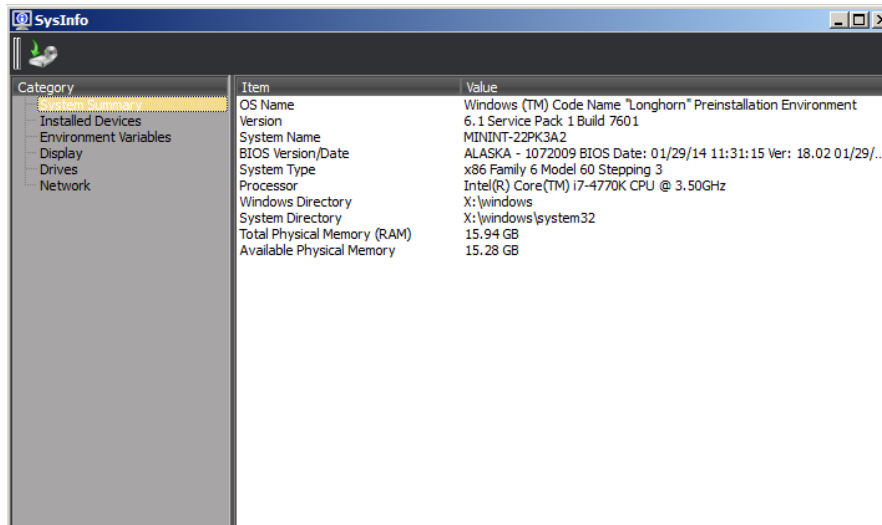 SysInfo
Category
System Summary
Installed Devices
Environment Variables
Display
Drives
Network
Item Value
OS Name Windows (TM) Code Name "Longhorn" Preinstallation Environment
Version 6.1 Service Pack 1 Build 7601
System Name MININT-22PK3A2
BIOS Version/Date ALASKA - 1072009 BIOS Date: 01/29/14 11:31:15 Ver: 18.02 01/29/...
System Type x86 Family 6 Model 60 Stepping 3
Processor Intel(R) Core(TM) i7-4770K CPU @ 3.50GHz
Windows Directory X:\windows
System Directory X:\windows\system32
Total Physical Memory (RAM) 15.94 GB
Available Physical Memory 15.28 GB